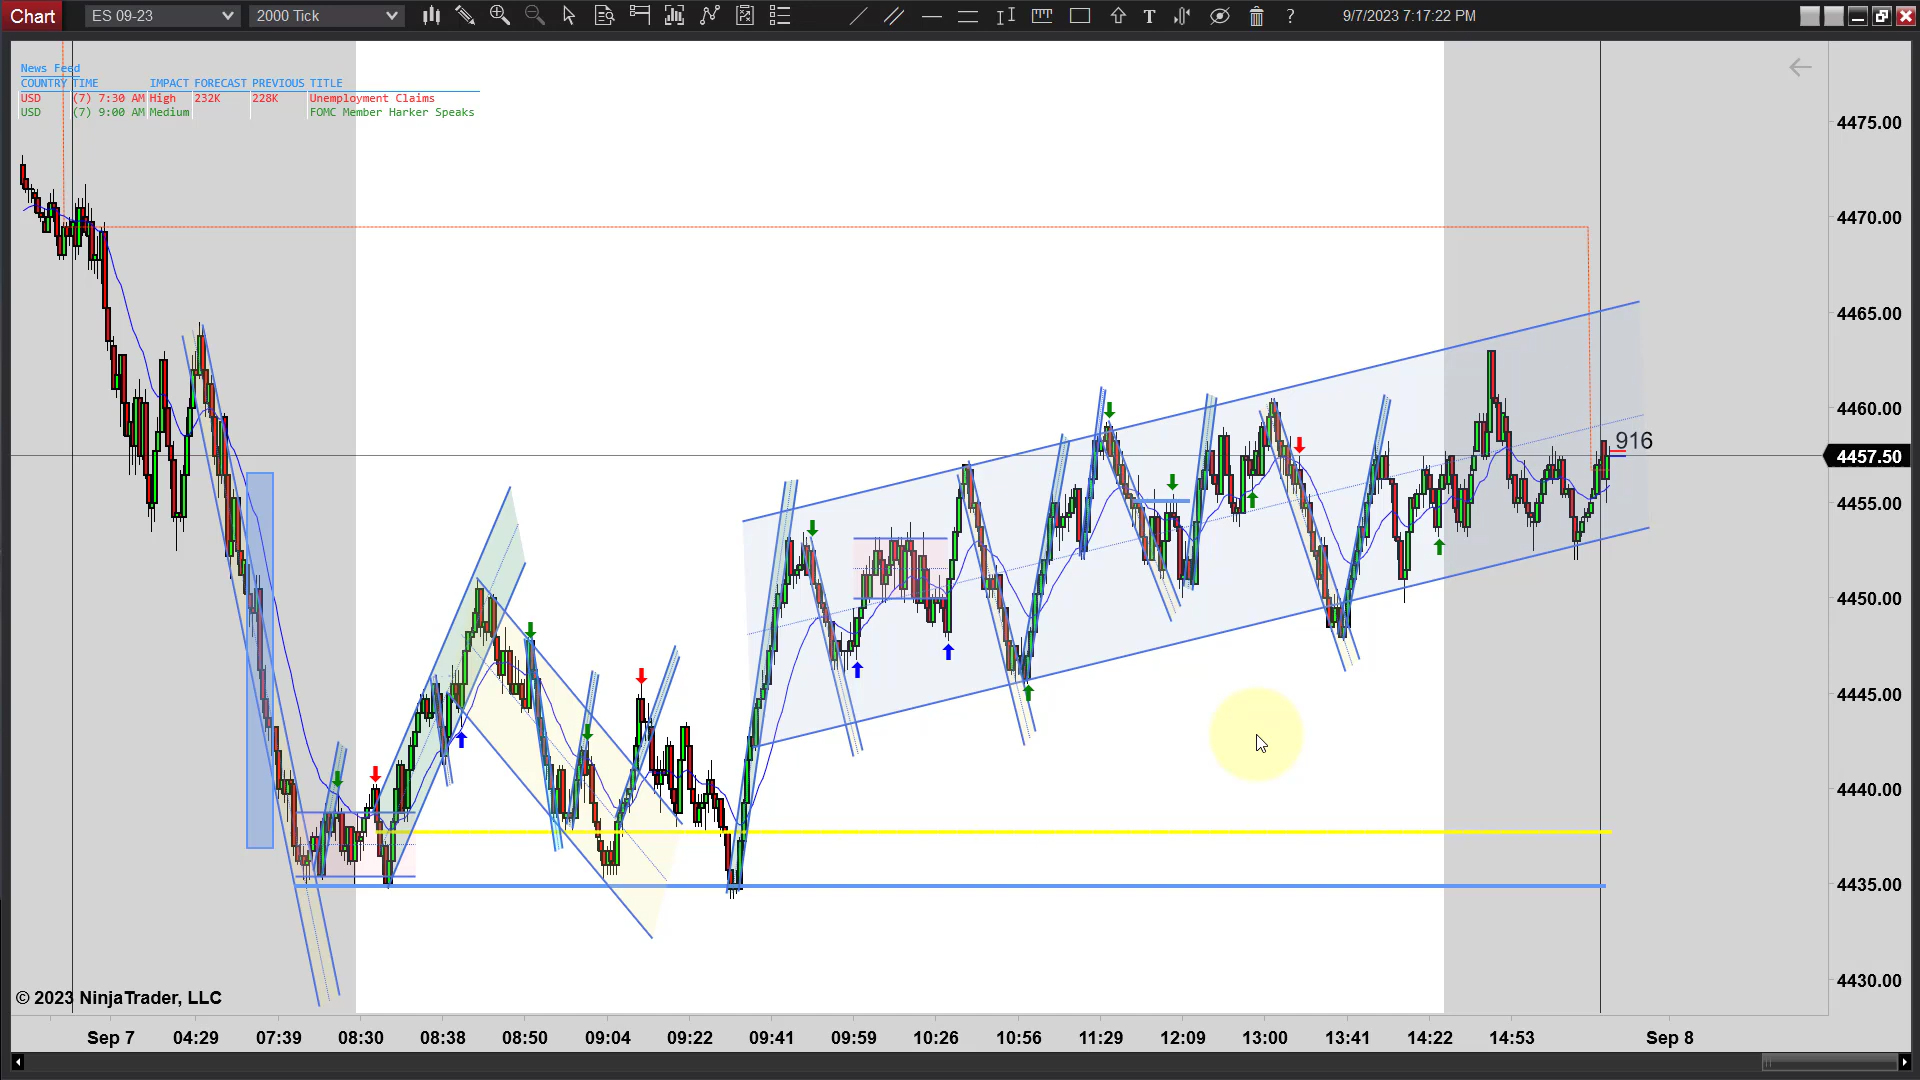 Chart ES 09-23 2000 Tick T ? 9/7/2023 7:17:22 PM
News Feed
COUNTRY TIME IMPACT FORECAST PREVIOUS TITLE
USD (7) 7:30 AM High 232K 228K Unemployment Claims
USD (7) 9:00 AM Medium FOMC Member Harker Speaks
4475.00
4470.00
4465.00
4460.00
916
4457.50
4455.00
4450.00
4445.00
4440.00
4435.00
4430.00
© 2023 NinjaTrader, LLC
Sep 7 04:29 07:39 08:30 08:38 08:50 09:04 09:22 09:41 09:59 10:26 10:56 11:29 12:09 13:00 13:41 14:22 14:53 Sep 8